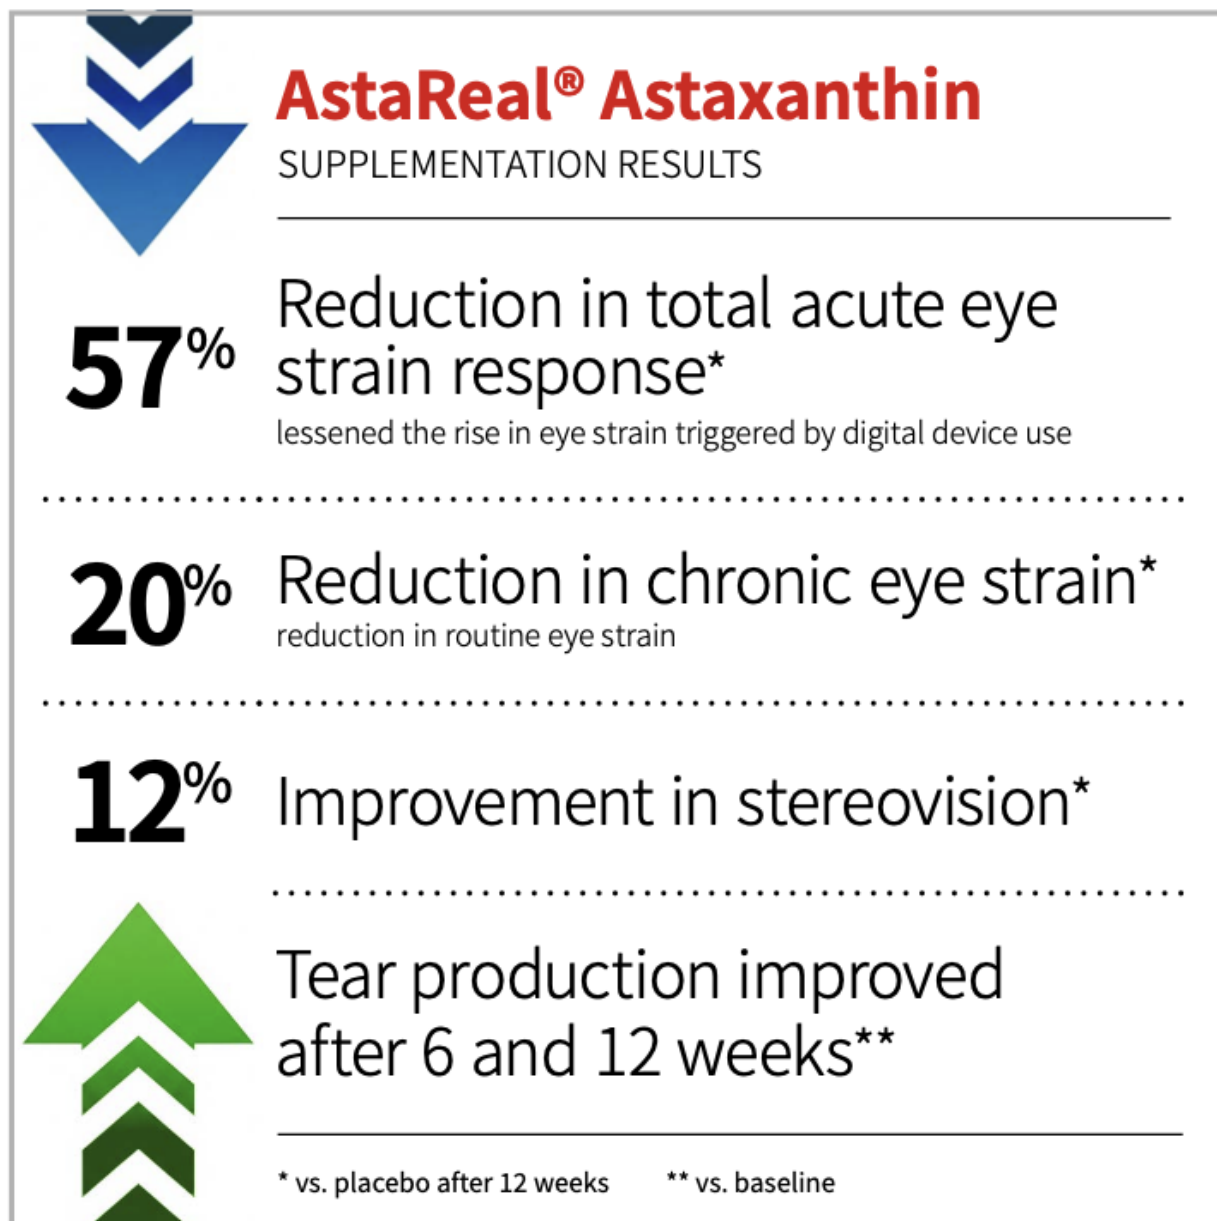 AstaReal® Astaxanthin
SUPPLEMENTATION RESULTS
57%
Reduction in total acute eye
strain response*
lessened the rise in eye strain triggered by digital device use
20%
Reduction in chronic eye strain*
reduction in routine eye strain
12%
Improvement in stereovision*
Tear production improved
after 6 and 12 weeks**
* vs. placebo after 12 weeks ** vs. baseline